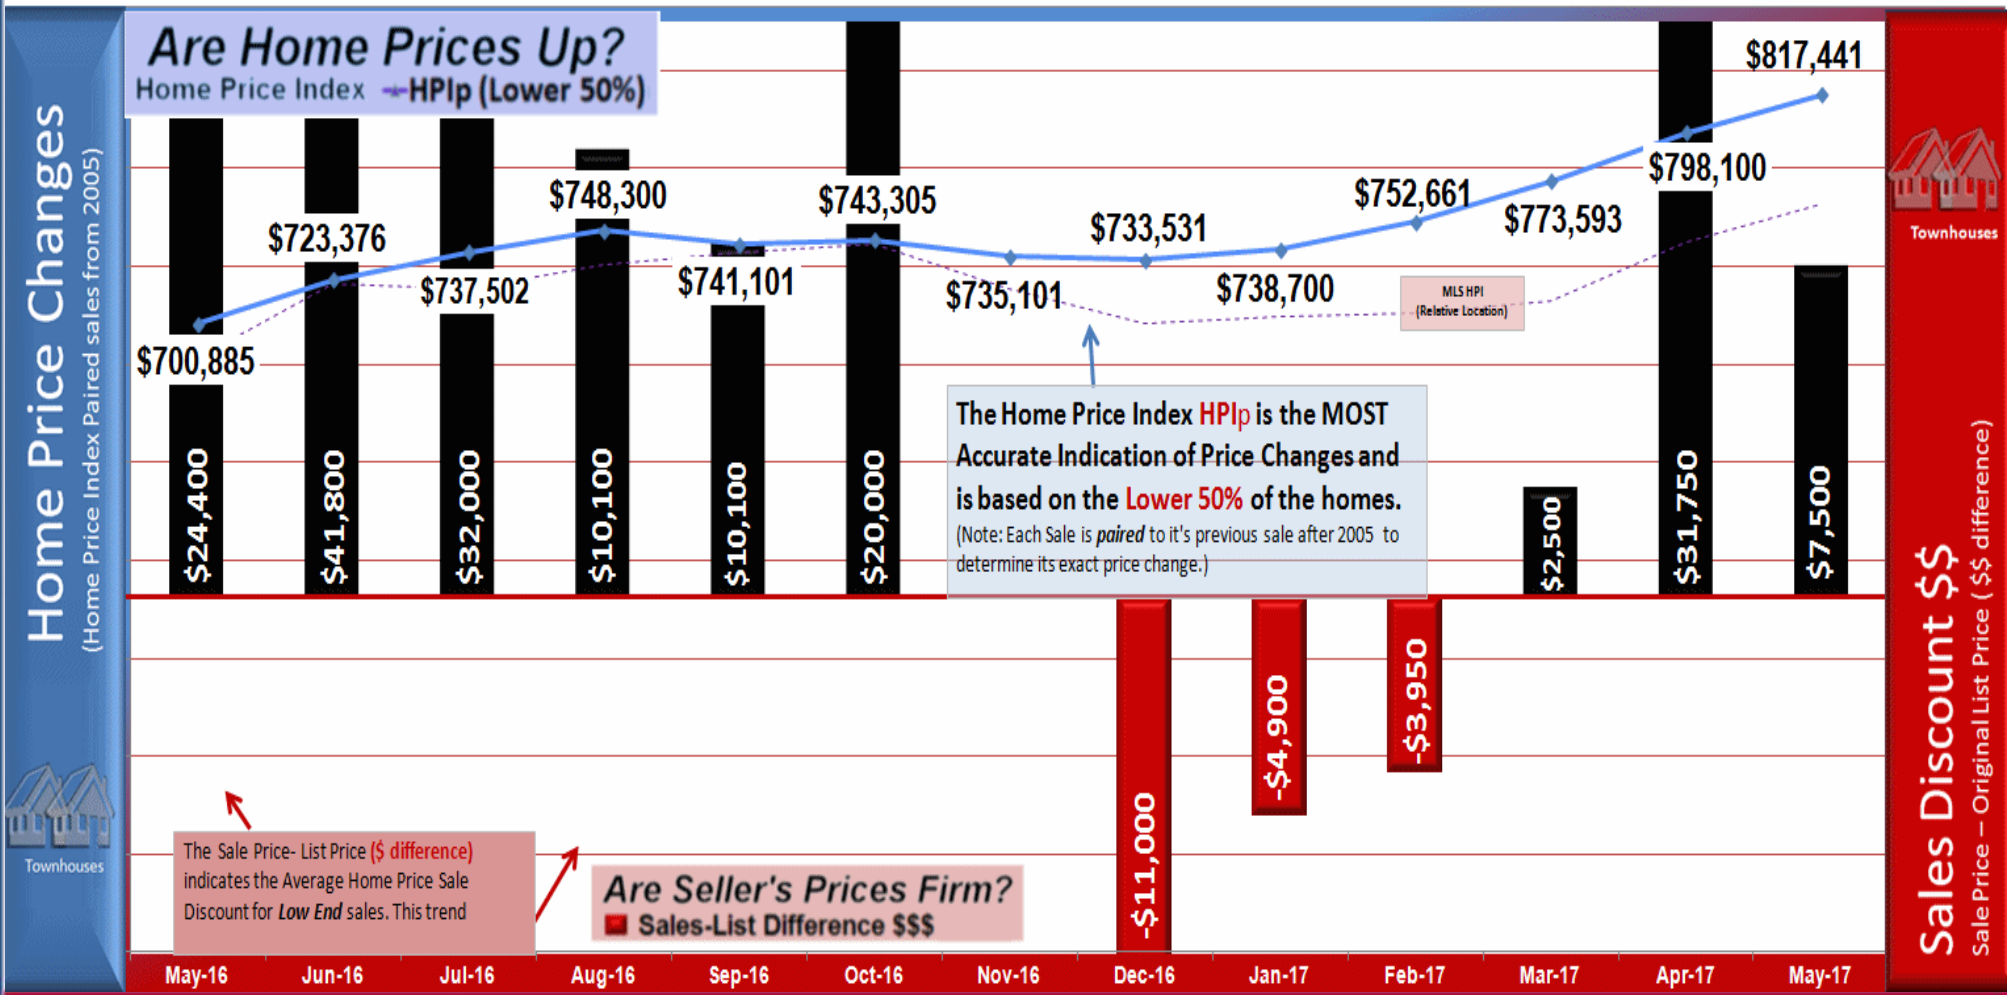 Are Home Prices Up?
Home Price Index HPIp (Lower 50%)
Home Price Changes
(Home Price Index Paired sales from 2005)
Townhouses
$700,885
$723,376
$737,502
$748,300
$741,101
$743,305
$735,101
$733,531
$738,700
$752,661
$773,593
$798,100
$817,441
MLS HPI
(Relative Location)
The Home Price Index HPIp is the MOST
Accurate Indication of Price Changes and
is based on the Lower 50% of the homes.
(Note: Each Sale is paired to it's previous sale after 2005 to
determine its exact price change.)
$24,400
$41,800
$32,000
$10,100
$10,100
$20,000
-$11,000
-$4,900
-$3,950
$2,500
$31,750
$7,500
The Sale Price- List Price ($ difference)
indicates the Average Home Price Sale
Discount for Low End sales. This trend
Are Seller's Prices Firm?
Sales-List Difference $$$
May-16
Jun-16
Jul-16
Aug-16
Sep-16
Oct-16
Nov-16
Dec-16
Jan-17
Feb-17
Mar-17
Apr-17
May-17
Townhouses
Sales Discount $$
Sale Price – Original List Price ( $$ difference)